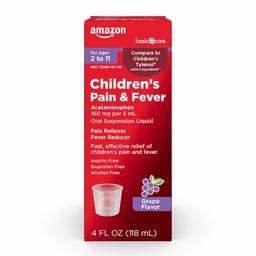 amazon
basic care
For Ages
2 to 11
Compare to
Children's
Tylenol®
active ingredient**
Children's
Pain & Fever
Acetaminophen
160 mg per 5 mL
Oral Suspension Liquid
Pain Reliever
Fever Reducer
Fast, effective relief of
children's pain and fever
Aspirin Free
Ibuprofen Free
Alcohol Free
Grape
Flavor
4 FL OZ (118 mL)